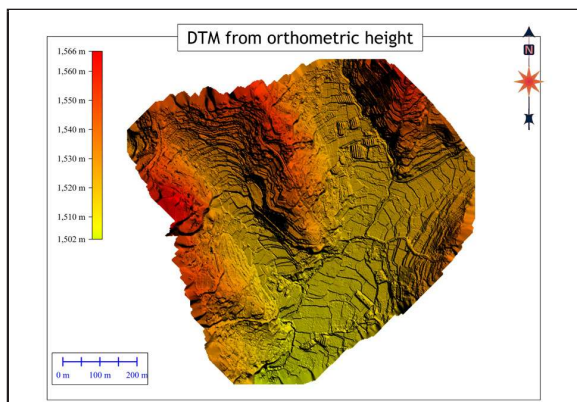 DTM from orthometric height
N
1,566 m
1,560 m
1,550 m
1,540 m
1,530 m
1,520 m
1,510 m
1,502 m
0 m 100 m 200 m